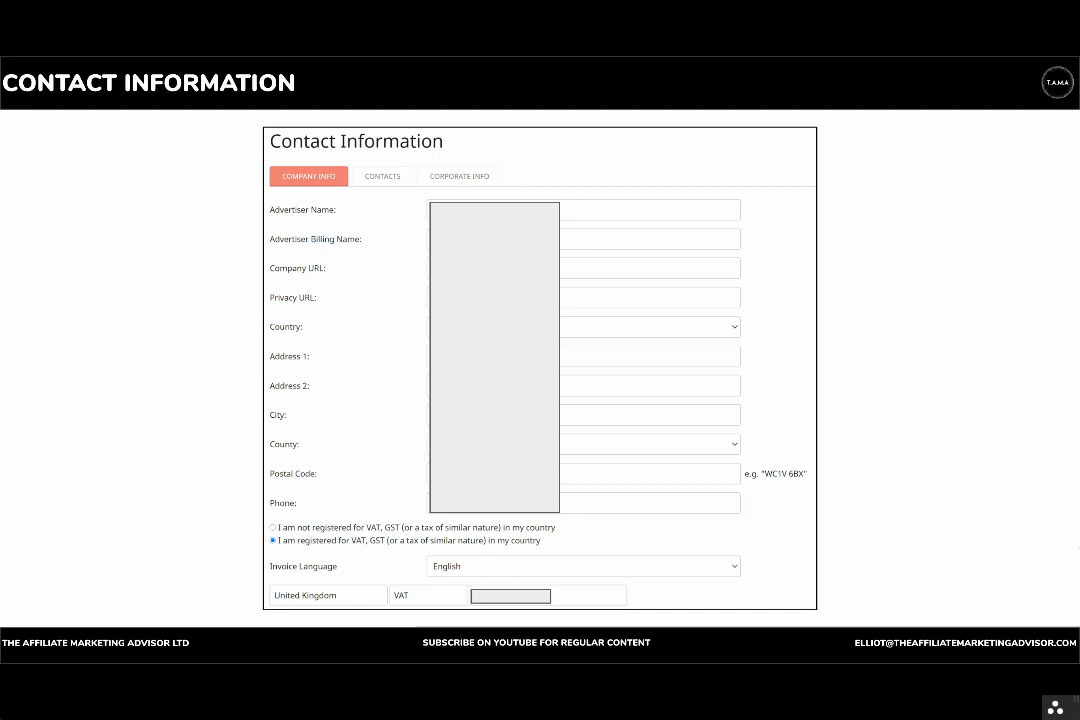 CONTACT INFORMATION
T.A.M.A
Contact Information
COMPANY INFO CONTACTS CORPORATE INFO
Advertiser Name:
Advertiser Billing Name:
Company URL:
Privacy URL:
Country:
Address 1:
Address 2:
City:
County:
Postal Code: e.g. "WC1V 6BX"
Phone:
I am not registered for VAT, GST (or a tax of similar nature) in my country
I am registered for VAT, GST (or a tax of similar nature) in my country
Invoice Language English
United Kingdom VAT
THE AFFILIATE MARKETING ADVISOR LTD SUBSCRIBE ON YOUTUBE FOR REGULAR CONTENT ELLIOT@THEAFFILIATEMARKETINGADVISOR.COM